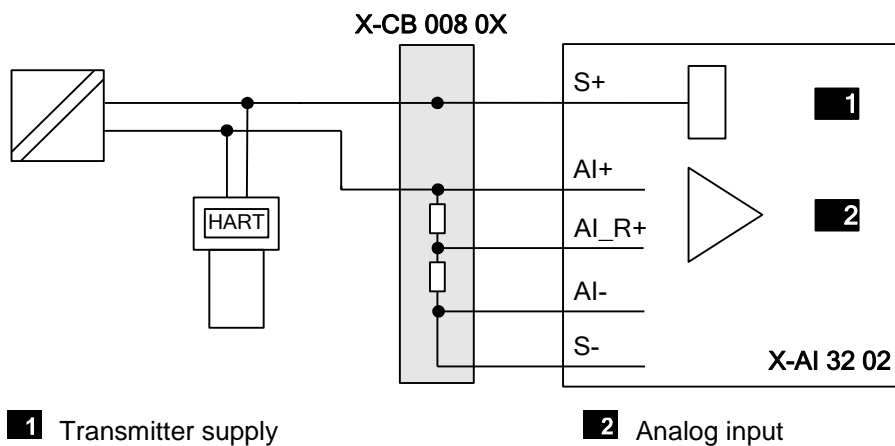 X-CB 008 0X
S+
1
AI+
HART
AI_R+
2
AI-
S-
X-AI 32 02
1 Transmitter supply
2 Analog input